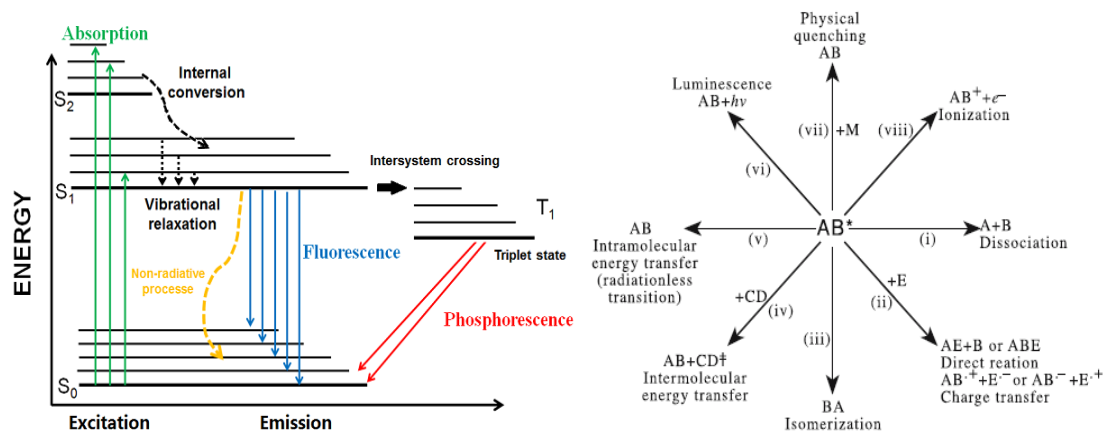 Absorption
Internal
conversion
S2
Intersystem crossing
S1
T1
Vibrational
relaxation
Triplet state
Fluorescence
Non-radiative
processe
Phosphorescence
S0
ENERGY
Excitation
Emission
Physical
quenching
AB
Luminescence
AB+hv
AB⁺+e⁻
Ionization
(vii)
+M
(viii)
(vi)
AB*
AB
Intramolecular
energy transfer
(radiationless
transition)
(v)
(i)
A+B
Dissociation
+CD
(iv)
+E
(ii)
(iii)
AB+CD‡
Intermolecular
energy transfer
BA
Isomerization
AE+B or ABE
Direct reation
AB·⁺+E·⁻ or AB·⁻+E·⁺
Charge transfer